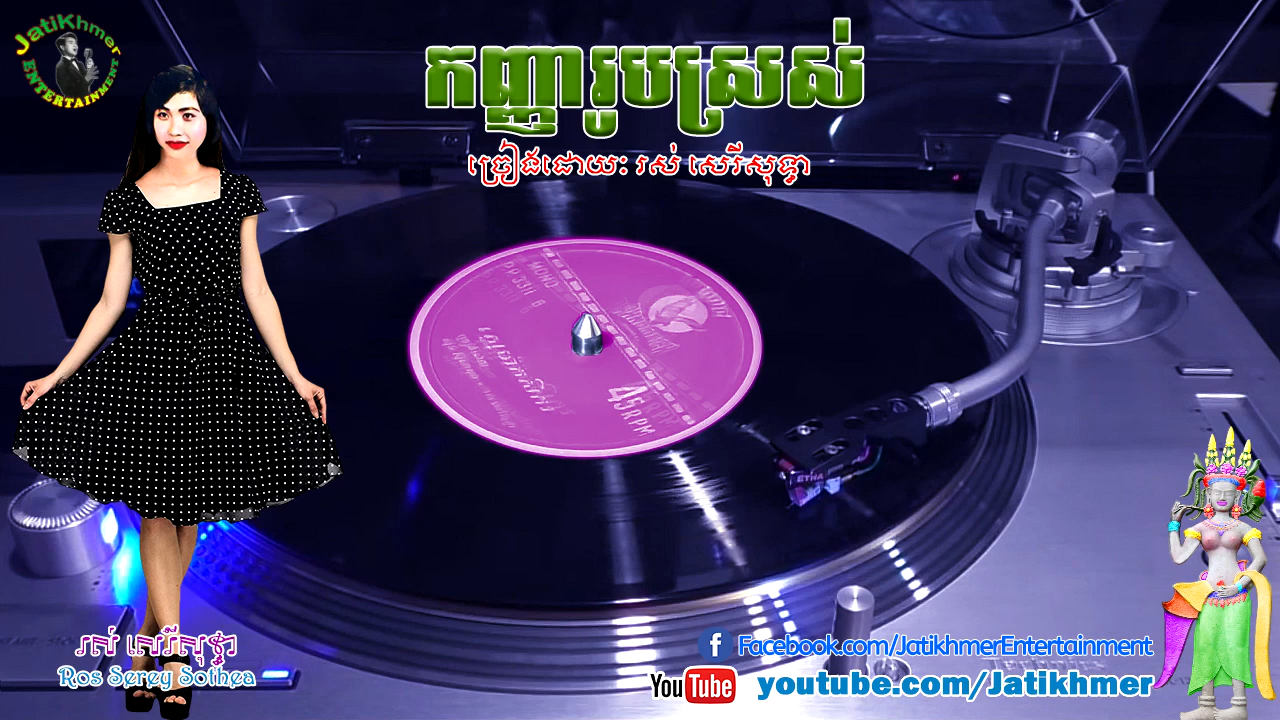 JatiKhmer
ENTERTAINMENT
កញ្ញារូបស្រស់
ច្រៀងដោយ: រស់ សេរីសុទ្ធា
MONO
45 RPM
ETHA
រស់ សេរីសុទ្ធា
Ros Serey Sothea
f Facebook.com/JatikhmerEntertainment
YouTube youtube.com/Jatikhmer